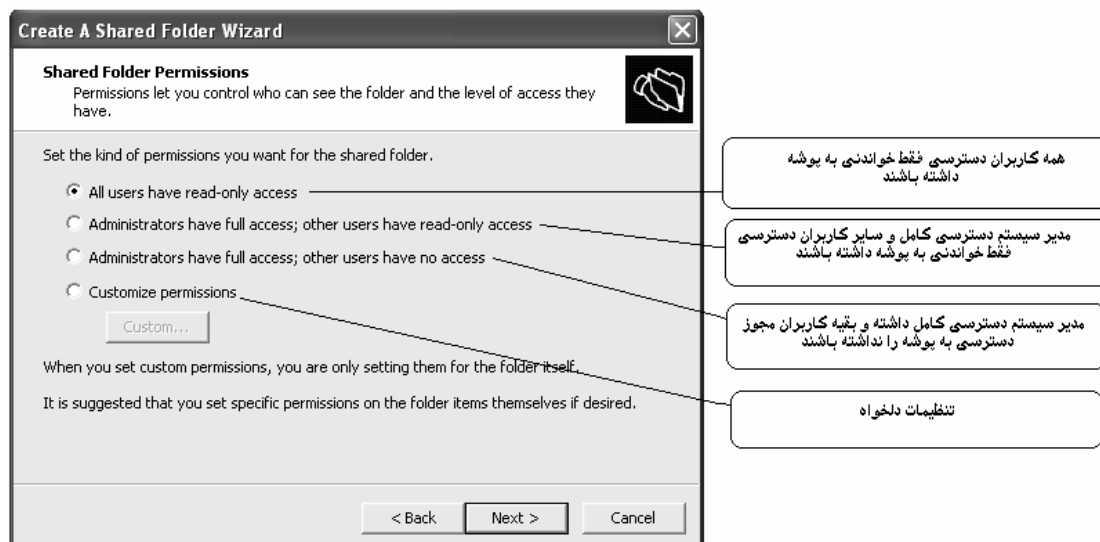 Create A Shared Folder Wizard
Shared Folder Permissions
Permissions let you control who can see the folder and the level of access they
have.
Set the kind of permissions you want for the shared folder.
All users have read-only access
Administrators have full access; other users have read-only access
Administrators have full access; other users have no access
Customize permissions
Custom...
When you set custom permissions, you are only setting them for the folder itself.
It is suggested that you set specific permissions on the folder items themselves if desired.
< Back
Next >
Cancel
همه کاربران دسترسی فقط خواندنی به پوشه
داشته باشند
مدیر سیستم دسترسی کامل و سایر کاربران دسترسی
فقط خواندنی به پوشه داشته باشند
مدیر سیستم دسترسی کامل داشته و بقیه کاربران مجوز
دسترسی به پوشه را نداشته باشند
تنظیمات دلخواه